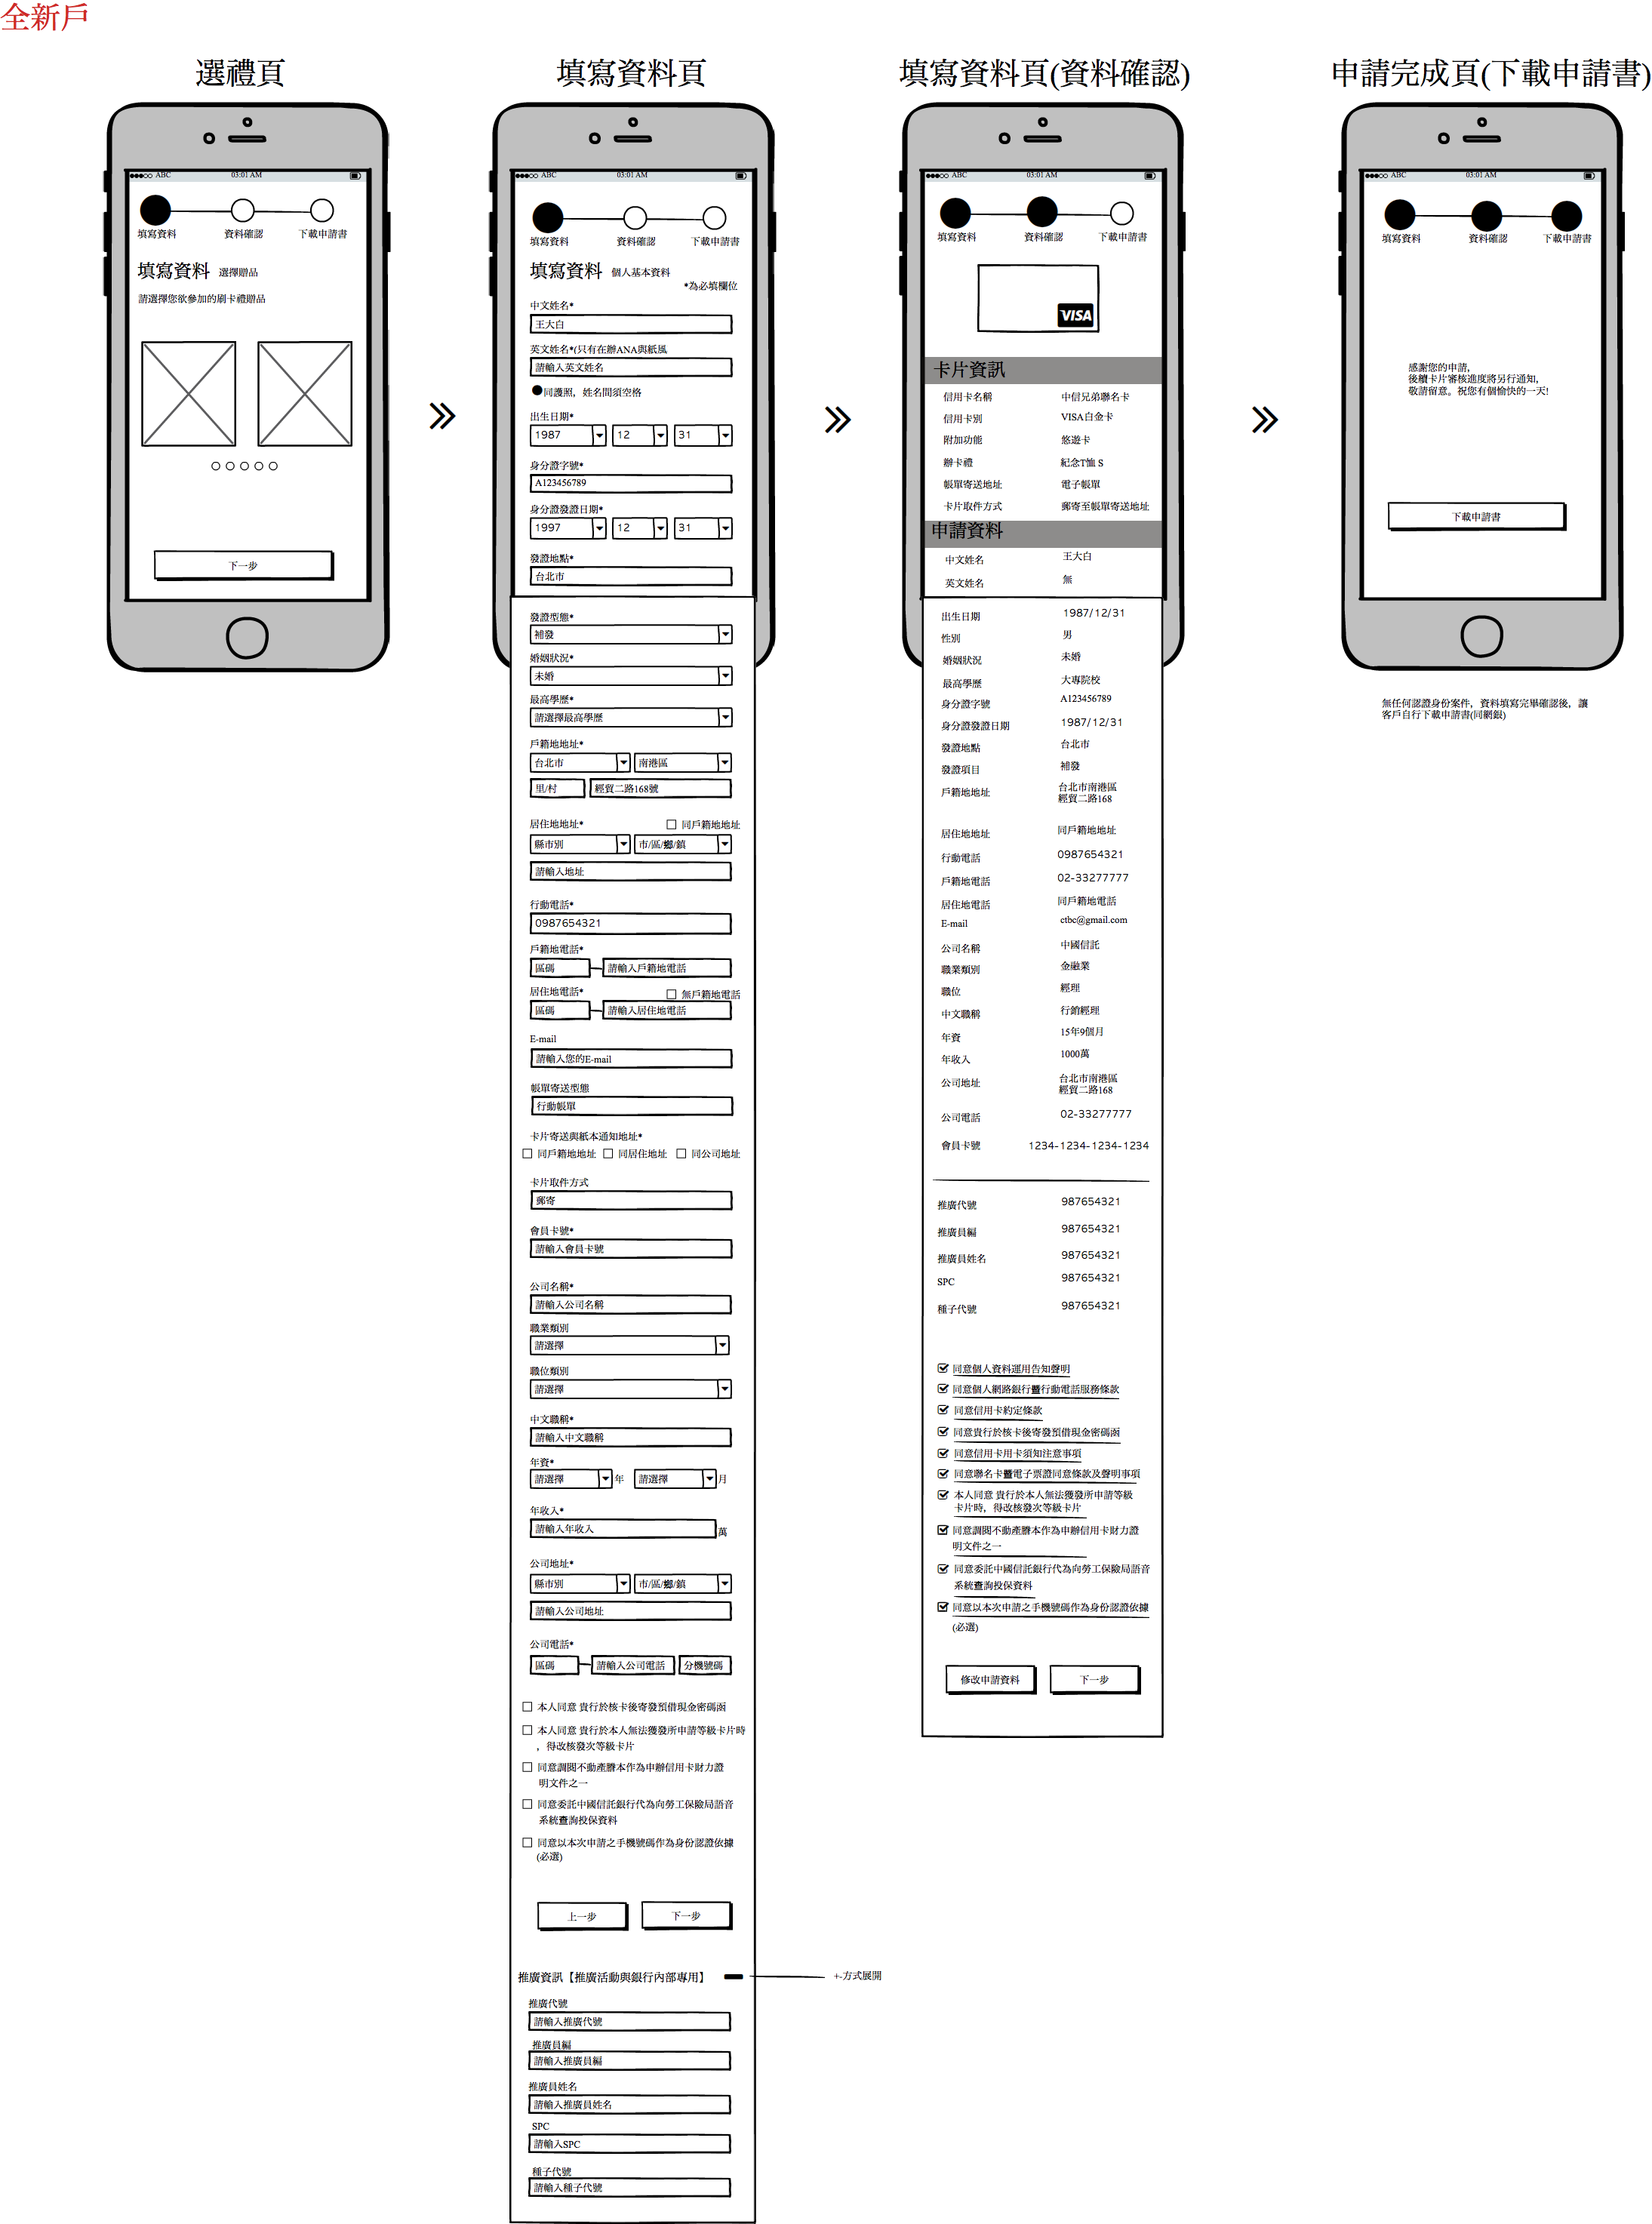 全新戶
選禮頁
●●●○○ ABC 03:01 AM
填寫資料 資料確認 下載申請書
填寫資料 選擇贈品
請選擇您欲參加的刷卡禮贈品
下一步
填寫資料頁
●●●○○ ABC 03:01 AM
填寫資料 資料確認 下載申請書
填寫資料 個人基本資料
*為必填欄位
中文姓名*
王大白
英文姓名*(只有在辦ANA與紙風
請輸入英文姓名
同護照，姓名間須空格
出生日期*
1987 12 31
身分證字號*
A123456789
身分證發證日期*
1997 12 31
發證地點*
台北市
發證型態*
補發
婚姻狀況*
未婚
最高學歷*
請選擇最高學歷
戶籍地地址*
台北市 南港區
里/村 經貿二路168號
居住地地址* 同戶籍地地址
縣市別 市/區/鄉/鎮
請輸入地址
行動電話*
0987654321
戶籍地電話*
區碼 請輸入戶籍地電話
居住地電話* 無戶籍地電話
區碼 請輸入居住地電話
E-mail
請輸入您的E-mail
帳單寄送型態
行動帳單
卡片寄送與紙本通知地址*
同戶籍地地址 同居住地址 同公司地址
卡片取件方式
郵寄
會員卡號*
請輸入會員卡號
公司名稱*
請輸入公司名稱
職業類別
請選擇
職位類別
請選擇
中文職稱*
請輸入中文職稱
年資*
請選擇 年 請選擇 月
年收入*
請輸入年收入 萬
公司地址*
縣市別 市/區/鄉/鎮
請輸入公司地址
公司電話*
區碼 請輸入公司電話 分機號碼
本人同意 貴行於核卡後寄發預借現金密碼函
本人同意 貴行於本人無法獲發所申請等級卡片時
，得改核發次等級卡片
同意調閱不動產謄本作為申辦信用卡財力證
明文件之一
同意委託中國信託銀行代為向勞工保險局語音
系統查詢投保資料
同意以本次申請之手機號碼作為身份認證依據
(必選)
上一步 下一步
推廣資訊【推廣活動與銀行內部專用】 +-方式展開
推廣代號
請輸入推廣代號
推廣員編
請輸入推廣員編
推廣員姓名
請輸入推廣員姓名
SPC
請輸入SPC
種子代號
請輸入種子代號
填寫資料頁(資料確認)
●●●○○ ABC 03:01 AM
填寫資料 資料確認 下載申請書
VISA
卡片資訊
信用卡名稱 中信兄弟聯名卡
信用卡別 VISA白金卡
附加功能 悠遊卡
辦卡禮 紀念T恤 S
帳單寄送地址 電子帳單
卡片取件方式 郵寄至帳單寄送地址
申請資料
中文姓名 王大白
英文姓名 無
出生日期 1987/12/31
性別 男
婚姻狀況 未婚
最高學歷 大專院校
身分證字號 A123456789
身分證發證日期 1987/12/31
發證地點 台北市
發證項目 補發
戶籍地地址 台北市南港區
經貿二路168
居住地地址 同戶籍地地址
行動電話 0987654321
戶籍地電話 02-33277777
居住地電話 同戶籍地電話
E-mail ctbc@gmail.com
公司名稱 中國信託
職業類別 金融業
職位 經理
中文職稱 行銷經理
年資 15年9個月
年收入 1000萬
公司地址 台北市南港區
經貿二路168
公司電話 02-33277777
會員卡號 1234-1234-1234-1234
推廣代號 987654321
推廣員編 987654321
推廣員姓名 987654321
SPC 987654321
種子代號 987654321
同意個人資料運用告知聲明
同意個人網路銀行暨行動電話服務條款
同意信用卡約定條款
同意貴行於核卡後寄發預借現金密碼函
同意信用卡用卡須知注意事項
同意聯名卡暨電子票證同意條款及聲明事項
本人同意 貴行於本人無法獲發所申請等級
卡片時，得改核發次等級卡片
同意調閱不動產謄本作為申辦信用卡財力證
明文件之一
同意委託中國信託銀行代為向勞工保險局語音
系統查詢投保資料
同意以本次申請之手機號碼作為身份認證依據
(必選)
修改申請資料 下一步
申請完成頁(下載申請書)
●●●○○ ABC 03:01 AM
填寫資料 資料確認 下載申請書
感謝您的申請，
後續卡片審核進度將另行通知，
敬請留意。祝您有個愉快的一天!
下載申請書
無任何認證身份案件，資料填寫完畢確認後，讓
客戶自行下載申請書(同網銀)